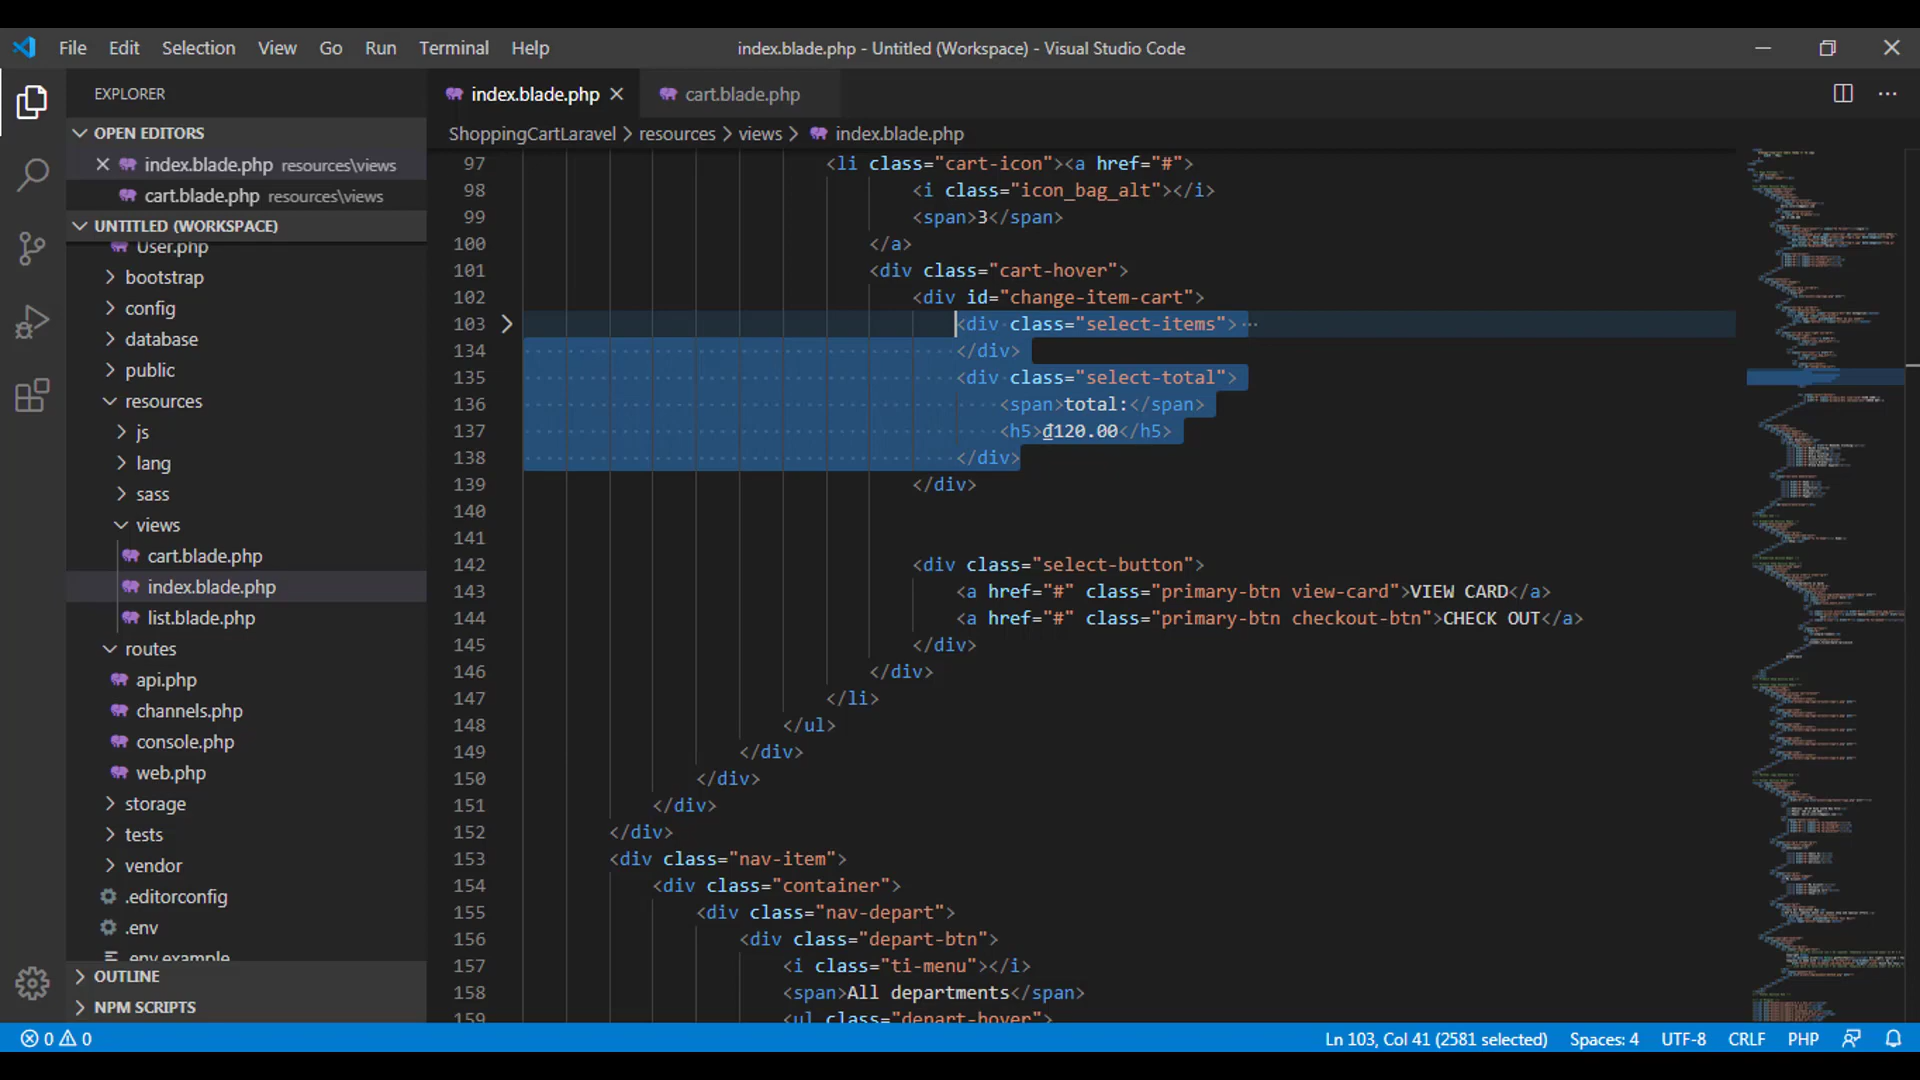 File Edit Selection View Go Run Terminal Help
index.blade.php - Untitled (Workspace) - Visual Studio Code
EXPLORER
OPEN EDITORS
index.blade.php resources\views
cart.blade.php resources\views
UNTITLED (WORKSPACE)
User.php
bootstrap
config
database
public
resources
js
lang
sass
views
cart.blade.php
index.blade.php
list.blade.php
routes
api.php
channels.php
console.php
web.php
storage
tests
vendor
.editorconfig
.env
.env.example
OUTLINE
NPM SCRIPTS
index.blade.php
cart.blade.php
ShoppingCartLaravel > resources > views > index.blade.php
97 <li class="cart-icon"><a href="#">
98 <i class="icon_bag_alt"></i>
99 <span>3</span>
100 </a>
101 <div class="cart-hover">
102 <div id="change-item-cart">
103 <div class="select-items">
134 </div>
135 <div class="select-total">
136 <span>total:</span>
137 <h5>₫120.00</h5>
138 </div>
139 </div>
140
141
142 <div class="select-button">
143 <a href="#" class="primary-btn view-card">VIEW CARD</a>
144 <a href="#" class="primary-btn checkout-btn">CHECK OUT</a>
145 </div>
146 </div>
147 </li>
148 </ul>
149 </div>
150 </div>
151 </div>
152 </div>
153 <div class="nav-item">
154 <div class="container">
155 <div class="nav-depart">
156 <div class="depart-btn">
157 <i class="ti-menu"></i>
158 <span>All departments</span>
159 <ul class="depart-hover">
0 0
Ln 103, Col 41 (2581 selected) Spaces: 4 UTF-8 CRLF PHP